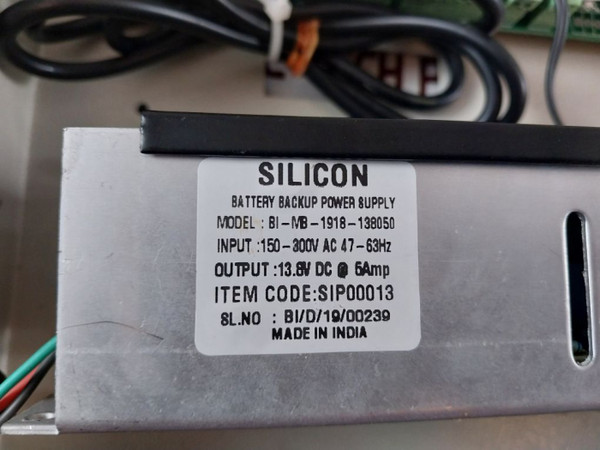 SILICON
BATTERY BACKUP POWER SUPPLY
MODEL : BI-MB-1918-138050
INPUT :150-300V AC 47-63Hz
OUTPUT :13.8V DC @ 5Amp
ITEM CODE:SIP00013
SL.NO : BI/D/19/00239
MADE IN INDIA